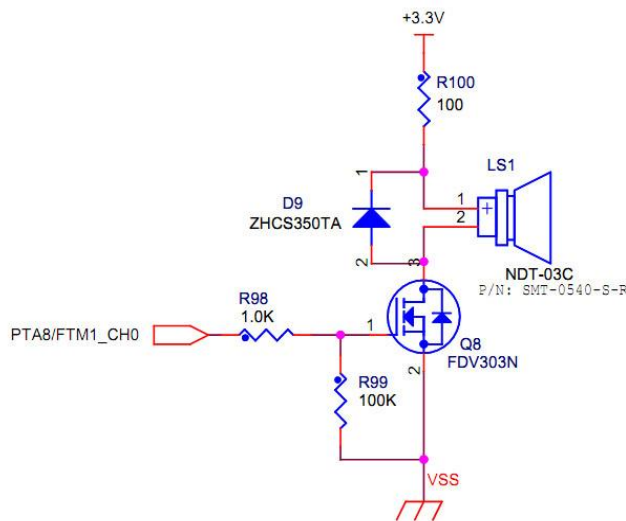 +3.3V
R100
100
LS1
1
1
2
+
D9
ZHCS350TA
2
3
NDT-03C
P/N: SMT-0540-S-R
R98
1.0K
PTA8/FTM1_CH0
1
Q8
FDV303N
2
R99
100K
VSS